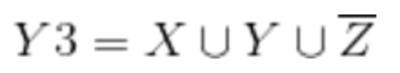 Y3 = X ∪ Y ∪ Z̅